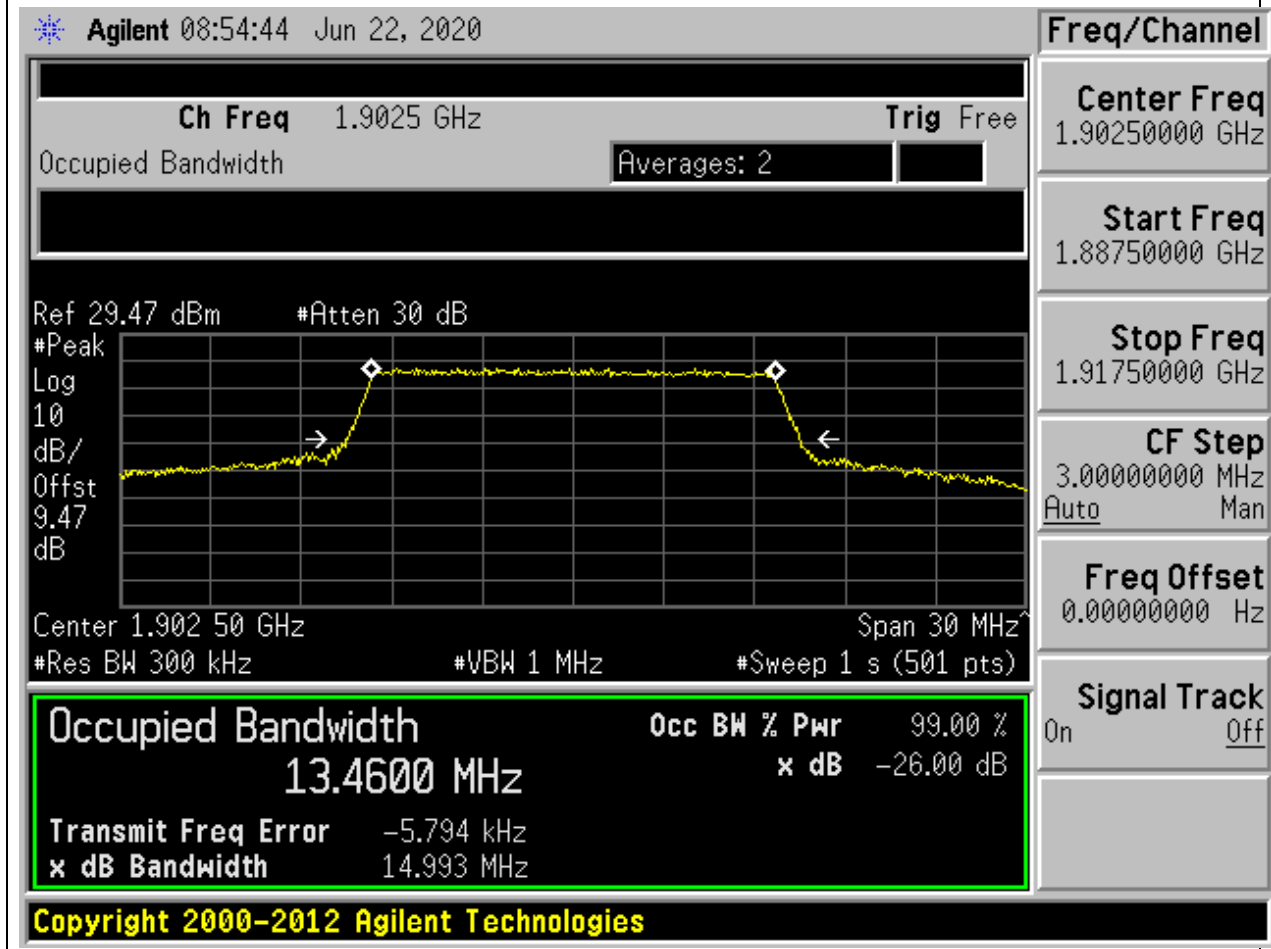 Agilent 08:54:44 Jun 22, 2020
Ch Freq 1.9025 GHz Trig Free
Occupied Bandwidth Averages: 2
Ref 29.47 dBm #Atten 30 dB
#Peak
Log
10
dB/
Offst
9.47
dB
Center 1.902 50 GHz Span 30 MHz^
#Res BW 300 kHz #VBW 1 MHz #Sweep 1 s (501 pts)
Occupied Bandwidth Occ BW % Pwr 99.00 %
13.4600 MHz x dB -26.00 dB
Transmit Freq Error -5.794 kHz
x dB Bandwidth 14.993 MHz
Copyright 2000-2012 Agilent Technologies
Freq/Channel
Center Freq
1.90250000 GHz
Start Freq
1.88750000 GHz
Stop Freq
1.91750000 GHz
CF Step
3.00000000 MHz
Auto Man
Freq Offset
0.00000000 Hz
Signal Track
On Off